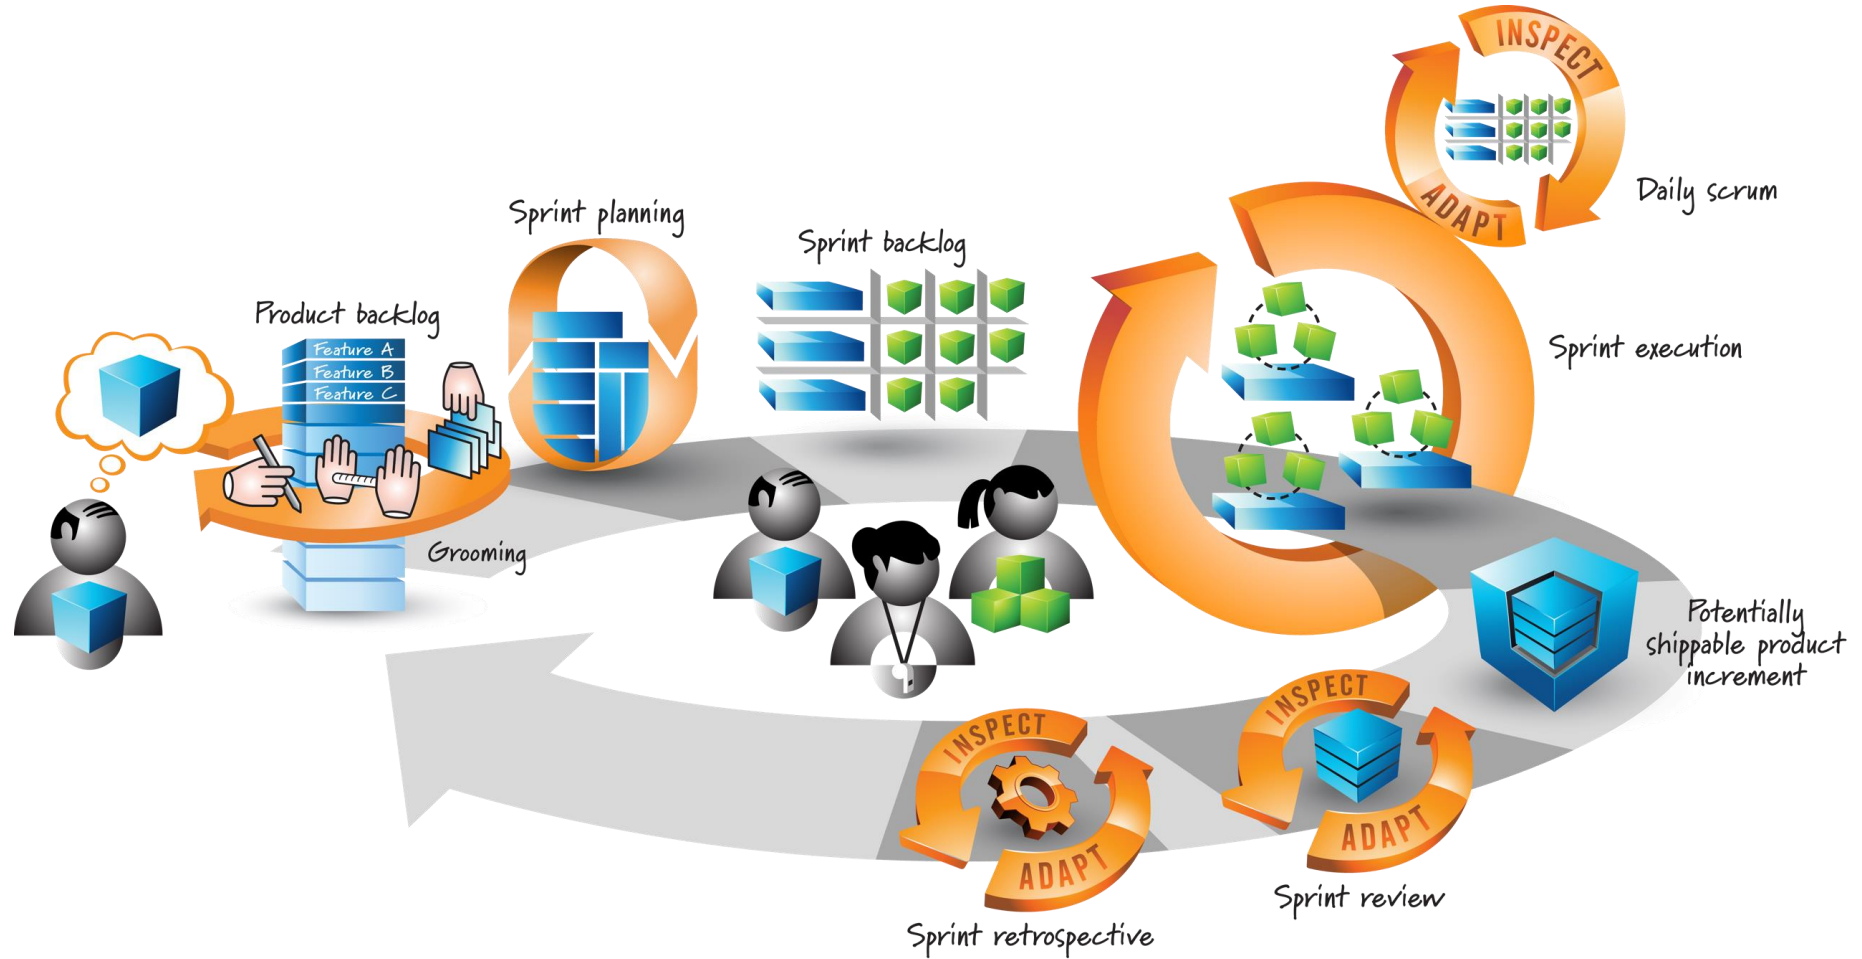 INSPECT
ADAPT
Daily scrum
Sprint planning
Sprint backlog
Product backlog
Feature A
Feature B
Feature C
Sprint execution
Grooming
Potentially
shippable product
increment
INSPECT
ADAPT
Sprint review
INSPECT
ADAPT
Sprint retrospective